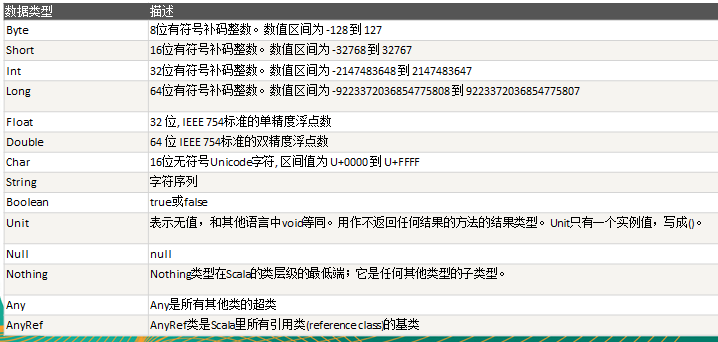 数据类型 描述
Byte 8位有符号补码整数。数值区间为 -128 到 127
Short 16位有符号补码整数。数值区间为 -32768 到 32767
Int 32位有符号补码整数。数值区间为 -2147483648 到 2147483647
Long 64位有符号补码整数。数值区间为 -9223372036854775808 到 9223372036854775807
Float 32 位, IEEE 754标准的单精度浮点数
Double 64 位 IEEE 754标准的双精度浮点数
Char 16位无符号Unicode字符, 区间值为 U+0000 到 U+FFFF
String 字符序列
Boolean true或false
Unit 表示无值，和其他语言中void等同。用作不返回任何结果的方法的结果类型。Unit只有一个实例值，写成()。
Null null
Nothing Nothing类型在Scala的类层级的最低端；它是任何其他类型的子类型。
Any Any是所有其他类的超类
AnyRef AnyRef类是Scala里所有引用类(reference class)的基类